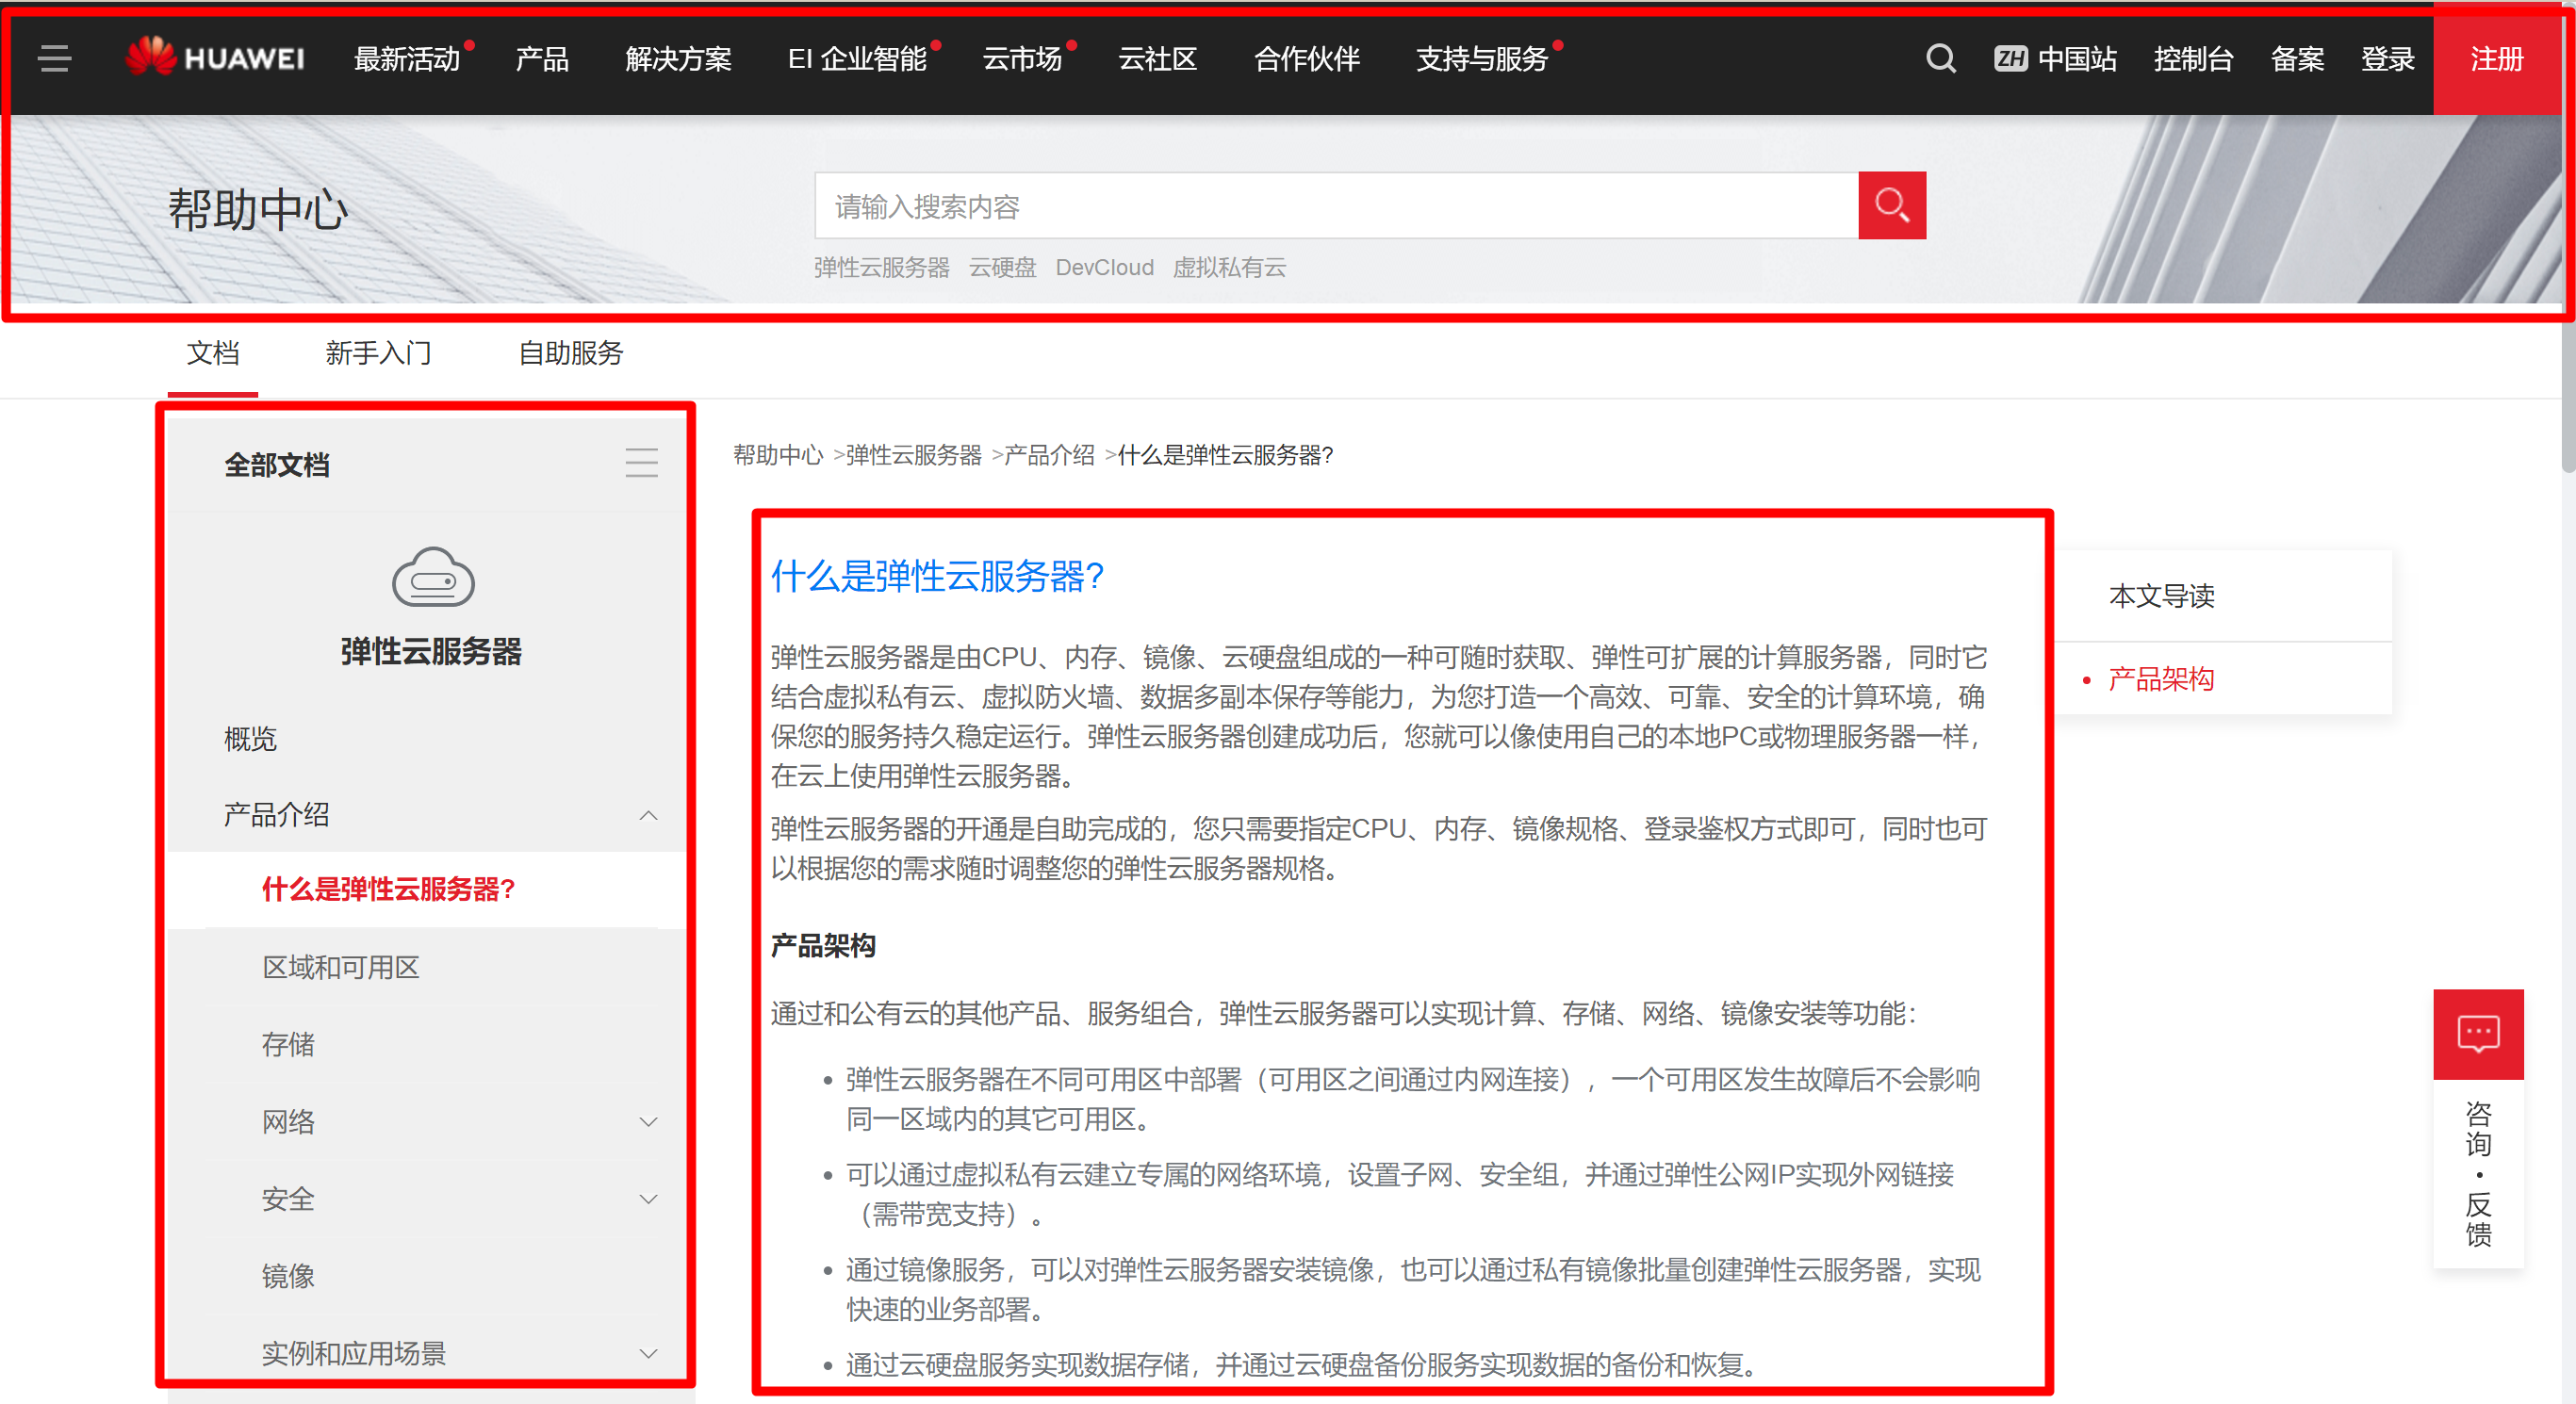 HUAWEI 最新活动 产品 解决方案 EI 企业智能 云市场 云社区 合作伙伴 支持与服务 ZH 中国站 控制台 备案 登录 注册
帮助中心
请输入搜索内容
弹性云服务器 云硬盘 DevCloud 虚拟私有云
文档 新手入门 自助服务
全部文档
弹性云服务器
概览
产品介绍
什么是弹性云服务器?
区域和可用区
存储
网络
安全
镜像
实例和应用场景
帮助中心 >弹性云服务器 >产品介绍 >什么是弹性云服务器?
什么是弹性云服务器?
弹性云服务器是由CPU、内存、镜像、云硬盘组成的一种可随时获取、弹性可扩展的计算服务器，同时它
结合虚拟私有云、虚拟防火墙、数据多副本保存等能力，为您打造一个高效、可靠、安全的计算环境，确
保您的服务持久稳定运行。弹性云服务器创建成功后，您就可以像使用自己的本地PC或物理服务器一样，
在云上使用弹性云服务器。
弹性云服务器的开通是自助完成的，您只需要指定CPU、内存、镜像规格、登录鉴权方式即可，同时也可
以根据您的需求随时调整您的弹性云服务器规格。
产品架构
通过和公有云的其他产品、服务组合，弹性云服务器可以实现计算、存储、网络、镜像安装等功能：
• 弹性云服务器在不同可用区中部署（可用区之间通过内网连接），一个可用区发生故障后不会影响
同一区域内的其它可用区。
• 可以通过虚拟私有云建立专属的网络环境，设置子网、安全组，并通过弹性公网IP实现外网链接
（需带宽支持）。
• 通过镜像服务，可以对弹性云服务器安装镜像，也可以通过私有镜像批量创建弹性云服务器，实现
快速的业务部署。
• 通过云硬盘服务实现数据存储，并通过云硬盘备份服务实现数据的备份和恢复。
本文导读
• 产品架构
咨询・反馈